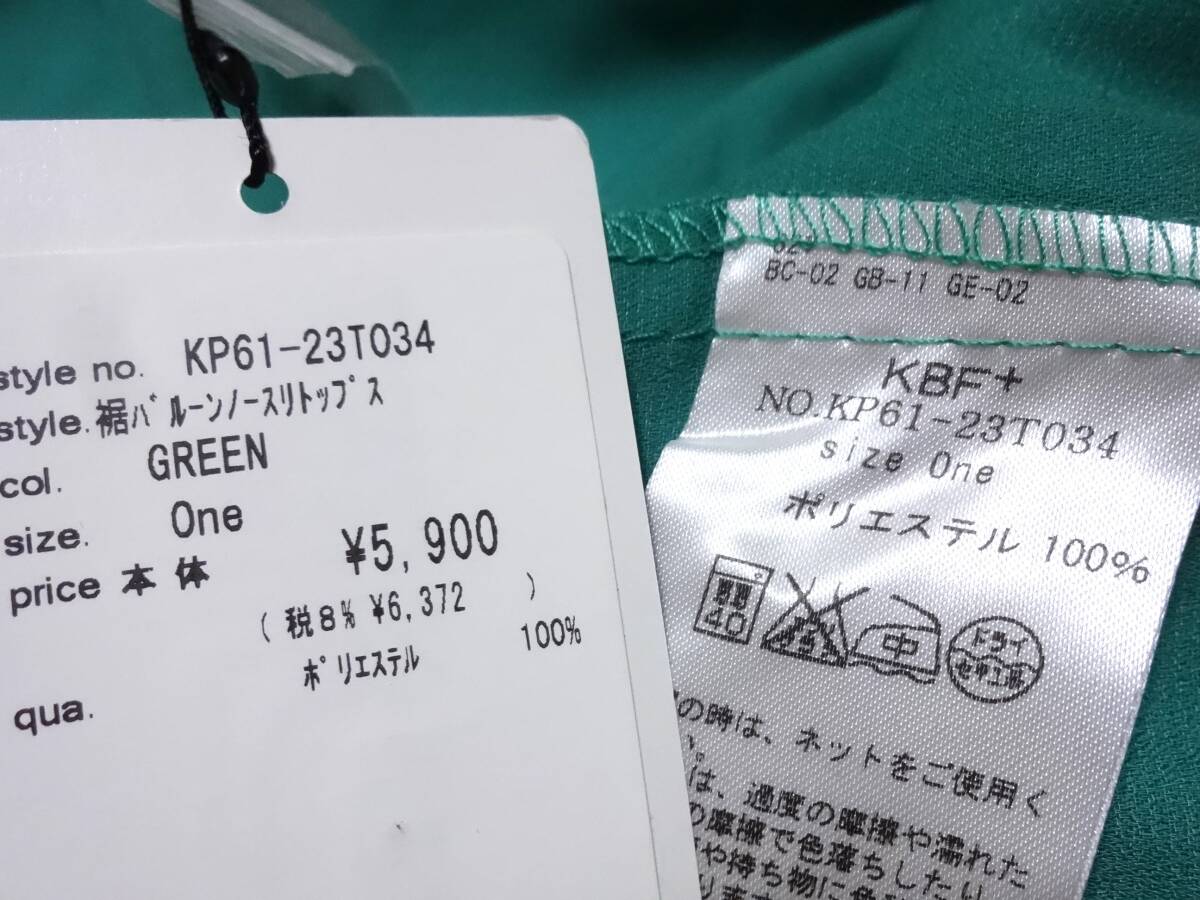 style no. KP61-23T034
style. 裾ﾊﾞﾙｰﾝﾉｰｽﾘﾄｯﾌﾟｽ
col. GREEN
size. One
price 本体 ¥5,900
( 税8% ¥6,372 )
ﾎﾟﾘｴｽﾃﾙ 100%
qua.
BC-02 GB-11 GE-02
KBF+
NO.KP61-23T034
size One
ポリエステル 100%
40
中
ドライ
セキユ系
の時は、ネットをご使用く
は、過度の摩擦や濡れた
の摩擦で色落ちしたり
や持ち物に色